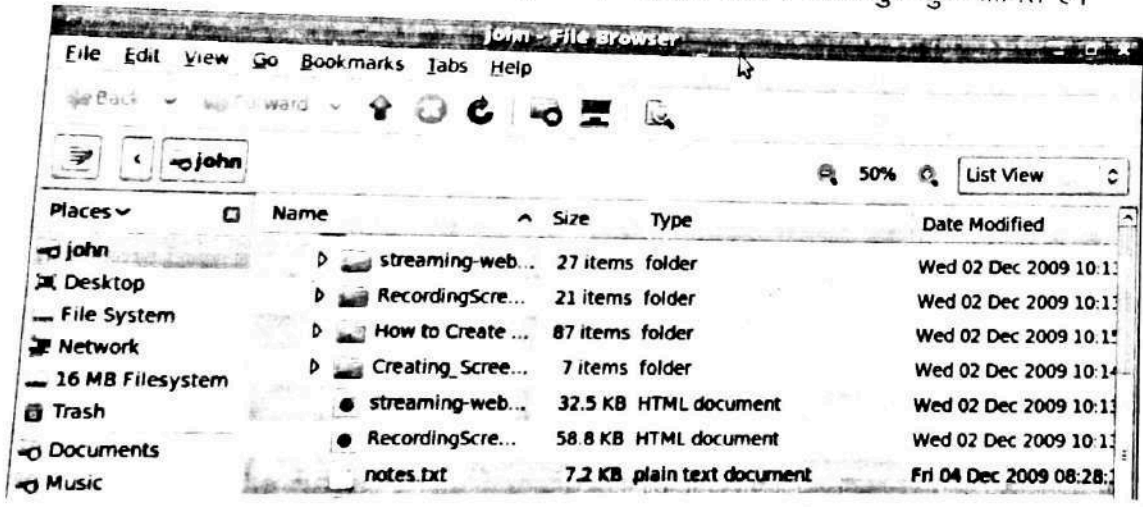 john - File Browser
File Edit View Go Bookmarks Tabs Help
Back Forward
john 50% List View
Places Name Size Type Date Modified
john streaming-web... 27 items folder Wed 02 Dec 2009 10:1
Desktop RecordingScre... 21 items folder Wed 02 Dec 2009 10:1
File System How to Create ... 87 items folder Wed 02 Dec 2009 10:1
Network Creating_Scree... 7 items folder Wed 02 Dec 2009 10:14
16 MB Filesystem streaming-web... 32.5 KB HTML document Wed 02 Dec 2009 10:1
Trash RecordingScre... 58.8 KB HTML document Wed 02 Dec 2009 10:1
Documents notes.txt 7.2 KB plain text document Fri 04 Dec 2009 08:28:
Music